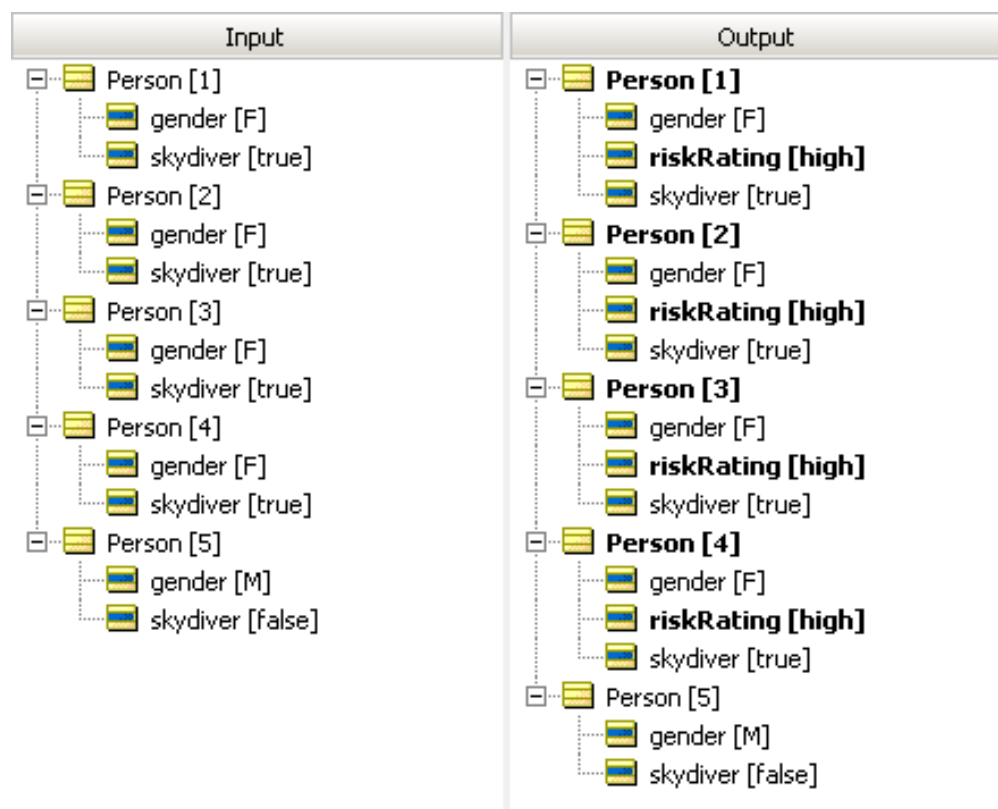 Input
Person [1]
gender [F]
skydiver [true]
Person [2]
gender [F]
skydiver [true]
Person [3]
gender [F]
skydiver [true]
Person [4]
gender [F]
skydiver [true]
Person [5]
gender [M]
skydiver [false]
Output
Person [1]
gender [F]
riskRating [high]
skydiver [true]
Person [2]
gender [F]
riskRating [high]
skydiver [true]
Person [3]
gender [F]
riskRating [high]
skydiver [true]
Person [4]
gender [F]
riskRating [high]
skydiver [true]
Person [5]
gender [M]
skydiver [false]